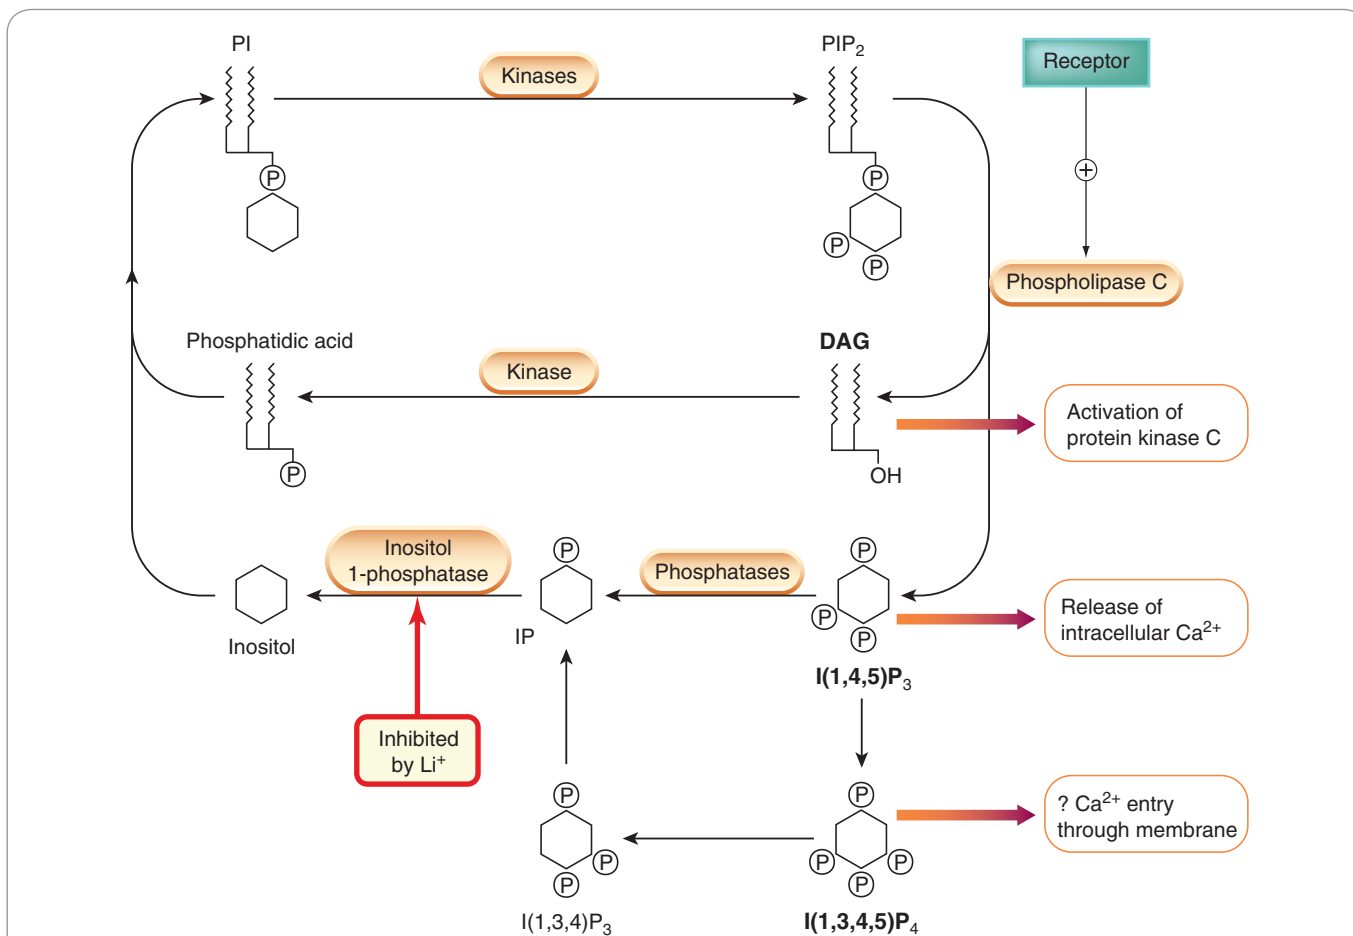 PI
Kinases
PIP₂
Receptor
P
P
P
P
+
Phospholipase C
Phosphatidic acid
Kinase
DAG
Activation of
protein kinase C
P
OH
Inositol
1-phosphatase
P
Phosphatases
P
P
P
Release of
intracellular Ca²⁺
Inositol
IP
I(1,4,5)P₃
Inhibited
by Li⁺
P
P
P
P
P
P
P
? Ca²⁺ entry
through membrane
I(1,3,4)P₃
I(1,3,4,5)P₄